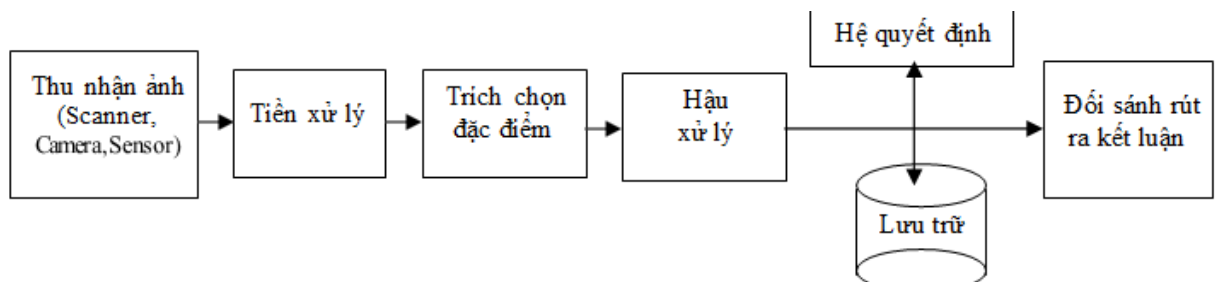 Thu nhận ảnh
(Scanner,
Camera,Sensor)
Tiền xử lý
Trích chọn
đặc điểm
Hậu
xử lý
Hệ quyết định
Lưu trữ
Đối sánh rút
ra kết luận